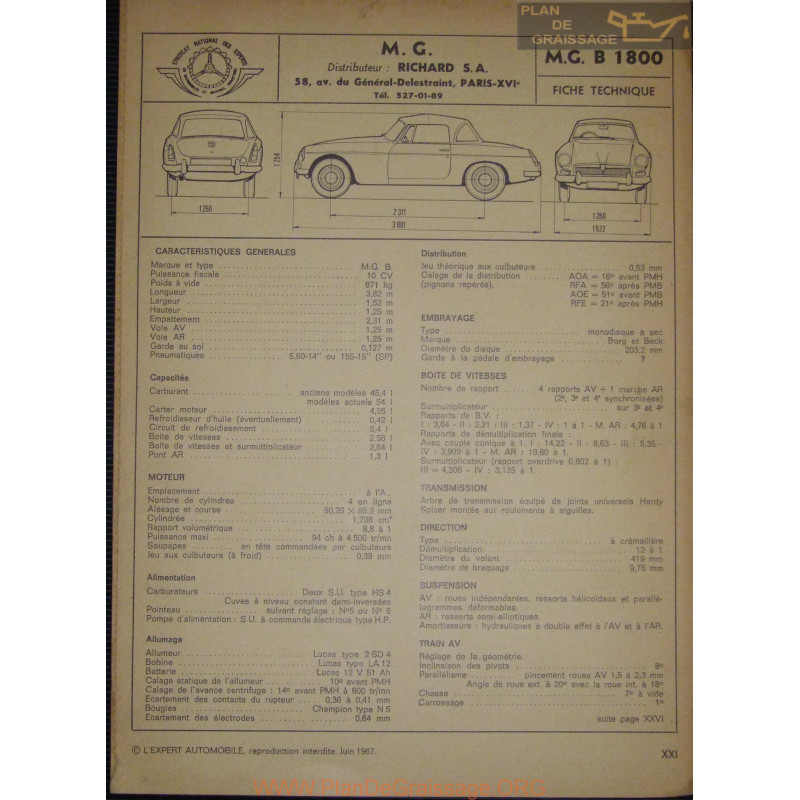 PLAN
DE
GRAISSAGE
SYNDICAT NATIONAL DES EXPERTS
M. G.
Distributeur : RICHARD S.A.
58, av. du Général-Delestraint, PARIS-XVIe
Tél. 527-01-89
M.G. B 1800
FICHE TECHNIQUE
1 254
1 250
2 311
3 891
1 250
1522
CARACTERISTIQUES GENERALES
Marque et type M.G. B.
Puissance fiscale 10 CV
Poids à vide 871 kg
Longueur 3,82 m
Largeur 1,52 m
Hauteur 1,25 m
Empattement 2,31 m
Voie AV 1,25 m
Voie AR 1,25 m
Garde au sol 0,127 m
Pneumatiques 5,60-14" ou 155-15" (SP)
Capacités
Carburant anciens modèles 45,4 l
modèles actuels 54 l
Carter moteur 4,26 l
Refroidisseur d'huile (éventuellement) 0,42 l
Circuit de refroidissement 5,4 l
Boîte de vitesses 2,56 l
Boîte de vitesses et surmultiplicateur 2,84 l
Pont AR 1,3 l
MOTEUR
Emplacement à l'A.
Nombre de cylindres 4 en ligne
Alésage et course 80,26 × 88,9 mm
Cylindrée 1,798 cm³
Rapport volumétrique 8,8 à 1
Puissance maxi 94 ch à 4 500 tr/mn
Soupapes en tête commandées par culbuteurs
Jeu aux culbuteurs (à froid) 0,38 mm
Alimentation
Carburateurs Deux S.U. type HS 4
Cuves à niveau constant demi-inversées
Pointeau suivant réglage : N°5 ou N° 6
Pompe d'alimentation : S.U. à commande électrique type H.P.
Allumage
Allumeur Lucas type 2 SD 4
Bobine Lucas type LA 12
Batterie Lucas 12 V 51 Ah
Calage statique de l'allumeur 10° avant PMH
Calage de l'avance centrifuge : 14° avant PMH à 600 tr/mn
Ecartement des contacts du rupteur 0,36 à 0,41 mm
Bougies Champion type N 5
Ecartement des électrodes 0,64 mm
Distribution
Jeu théorique aux culbuteurs 0,53 mm
Calage de la distribution AOA = 16° avant PMH
(pignons repérés). RFA = 56° après PMB
AOE = 51° avant PMB
RFE = 21° après PMH
EMBRAYAGE
Type monodisque à sec
Marque Borg et Beck
Diamètre du disque 203,2 mm
Garde à la pédale d'embrayage ?
BOITE DE VITESSES
Nombre de rapport 4 rapports AV + 1 marche AR
(2e, 3e et 4e synchronisées)
Surmultiplicateur sur 3e et 4e
Rapports de B.V. :
I : 3,64 - II : 2,21 : III : 1,37 - IV : 1 à 1 - M. AR : 4,76 à 1
Rapports de démultiplication finale :
Avec couple conique à 1. I : 14,22 - II : 8,63 - III : 5,35 -
IV : 3,909 à 1 - M. AR : 18,60 à 1.
Surmultiplicateur (rapport overdrive 0,802 à 1) :
III = 4,306 - IV : 3,135 à 1.
TRANSMISSION
Arbre de transmission équipé de joints universels Hardy
Spicer montés sur roulements à aiguilles.
DIRECTION
Type à crémaillère
Démultiplication 12 à 1
Diamètre du volant 419 mm
Diamètre de braquage 9,75 mm
SUSPENSION
AV : roues indépendantes, ressorts hélicoïdaux et parallé-
logrammes déformables.
AR : ressorts semi-elliptiques.
Amortisseurs : hydrauliques à double effet à l'AV et à l'AR.
TRAIN AV
Réglage de la géométrie.
Inclinaison des pivots 8°
Parallélisme pincement roues AV 1,5 à 2,3 mm
Angle de roue ext. à 20° avec la roue int. à 18°
Chasse 7° à vide
Carrossage 1°
suite page XXVI
© L'EXPERT AUTOMOBILE, reproduction interdite. Juin 1967.
XXI
www.PlanDeGraissage.ORG